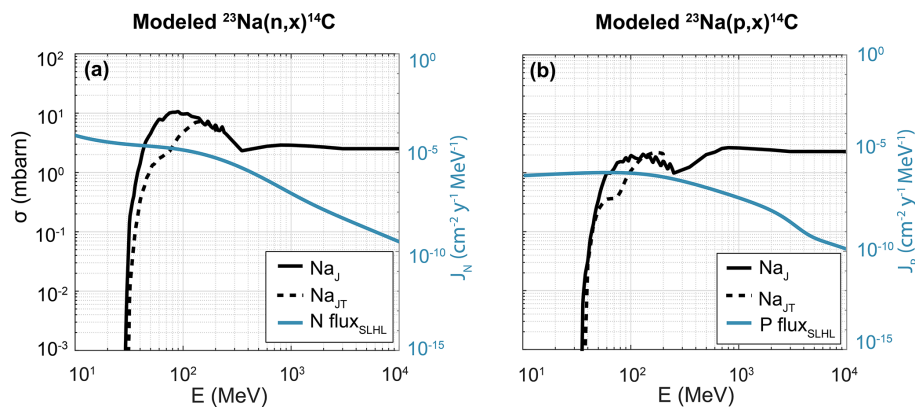 Modeled ²³Na(n,x)¹⁴C
(a)
10¹
10⁰
10⁻¹
10⁻²
10⁻³
σ (mbarn)
10⁰
10⁻⁵
10⁻¹⁰
10⁻¹⁵
J_N (cm⁻² y⁻¹ MeV⁻¹)
Na_J
Na_JT
N flux_SLHL
10¹ 10² 10³ 10⁴
E (MeV)
Modeled ²³Na(p,x)¹⁴C
(b)
10⁰
10⁻⁵
10⁻¹⁰
10⁻¹⁵
J_p (cm⁻² y⁻¹ MeV⁻¹)
Na_J
Na_JT
P flux_SLHL
10¹ 10² 10³ 10⁴
E (MeV)